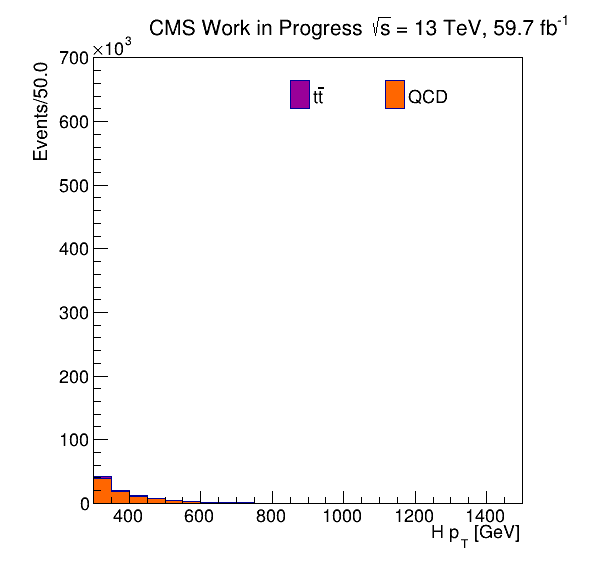 CMS Work in Progress √s = 13 TeV, 59.7 fb⁻¹
×10³
Events/50.0
700
600
500
400
300
200
100
0
tt̄
QCD
400 600 800 1000 1200 1400
H p_T [GeV]